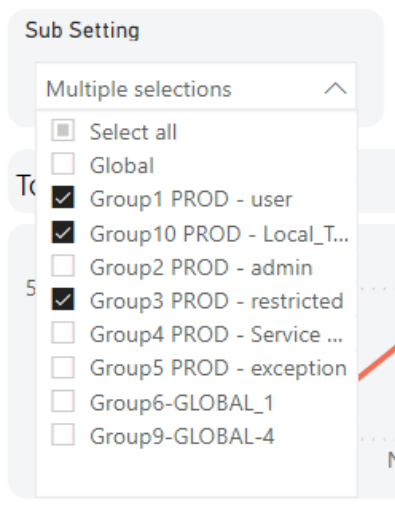 Sub Setting
Multiple selections
Select all
Global
Group1 PROD - user
Group10 PROD - Local_T...
Group2 PROD - admin
5
Group3 PROD - restricted
Group4 PROD - Service ...
Group5 PROD - exception
Group6-GLOBAL_1
Group9-GLOBAL-4